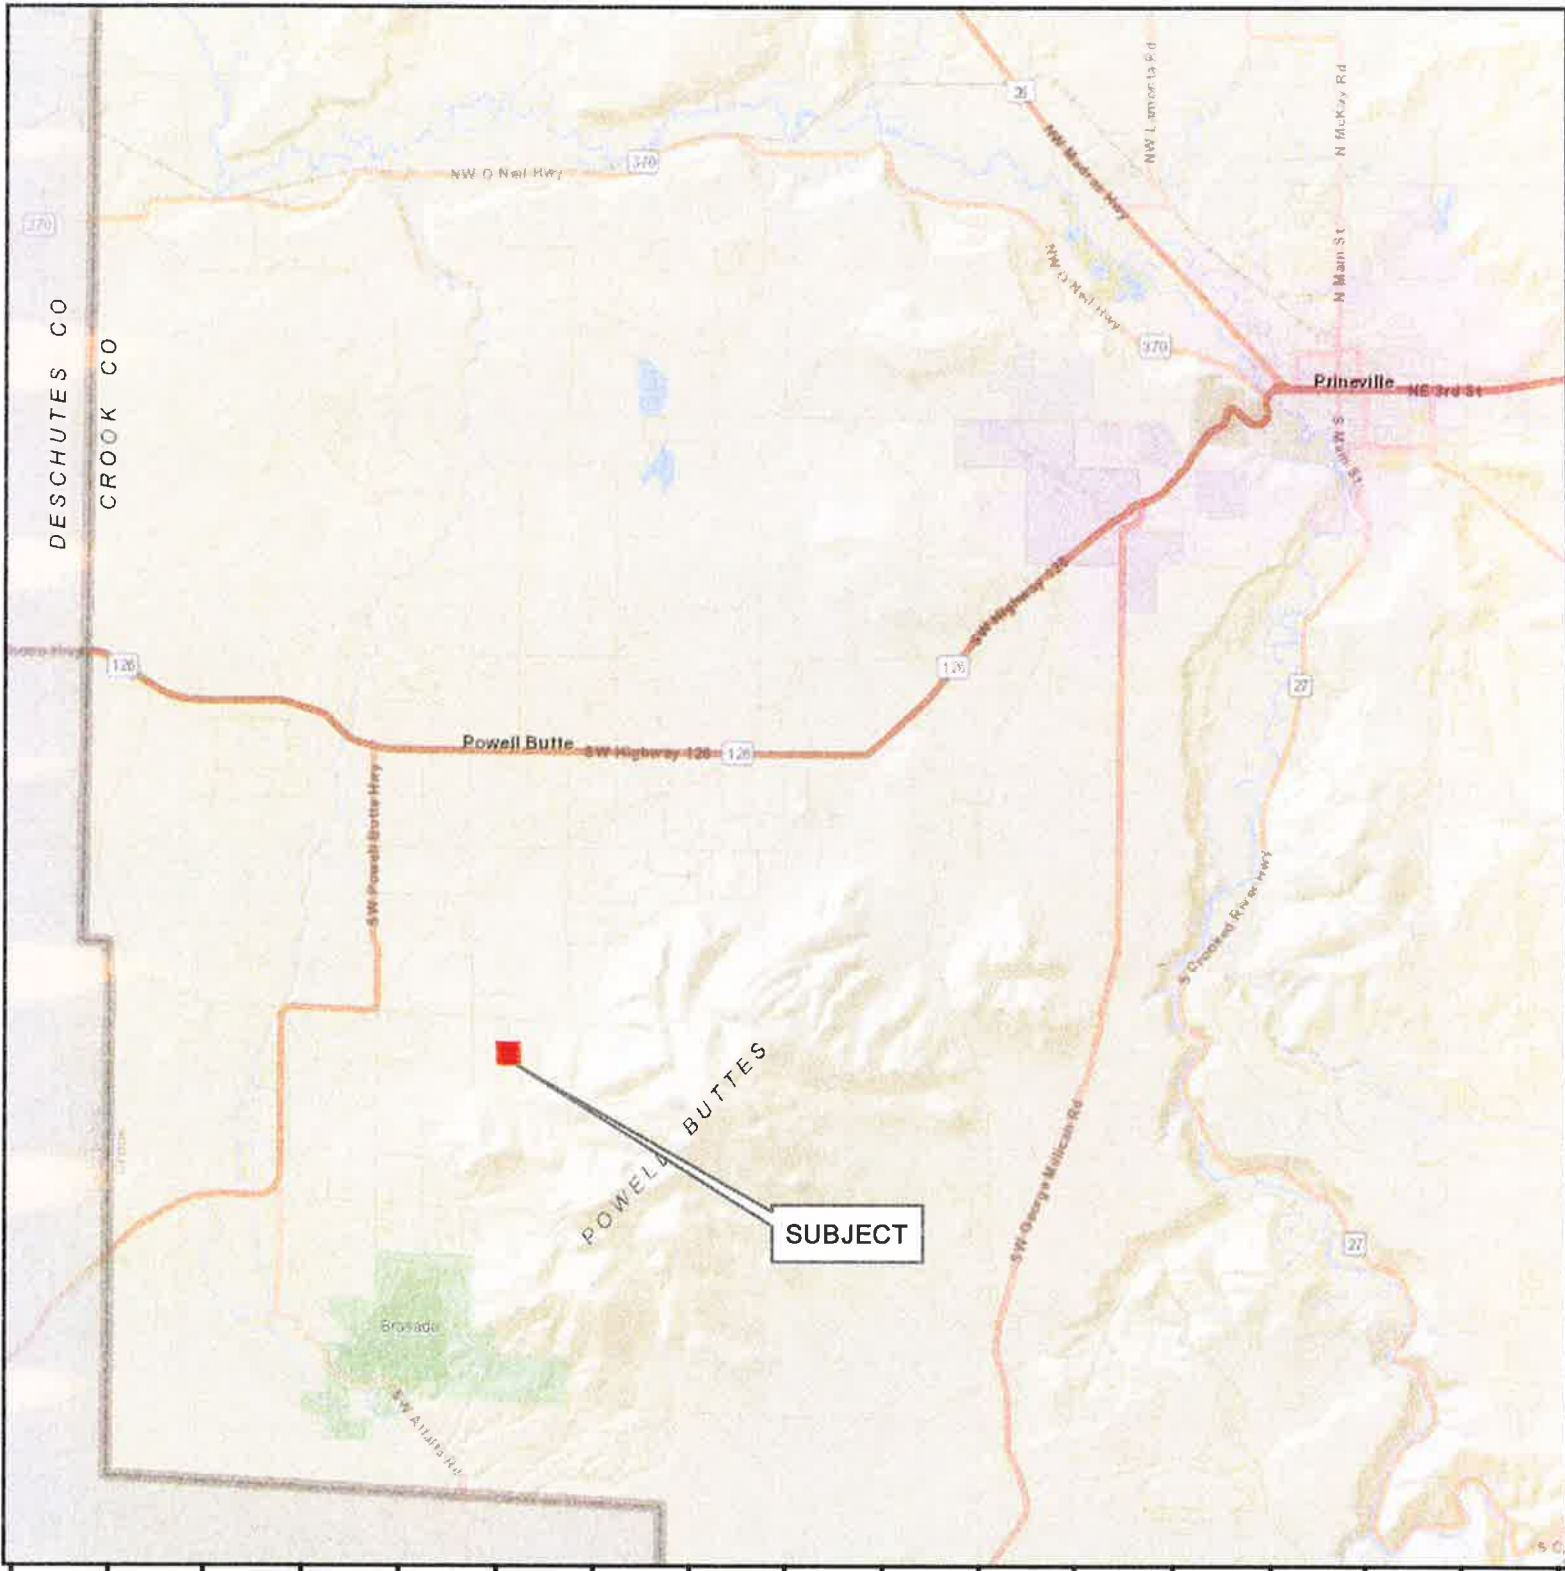 26
NW Lamonta Rd
N McKay Rd
NW Madras Hwy
NW O Neil Hwy
370
370
N Main St
NW O Neil Hwy
370
DESCHUTES CO
CROOK CO
Prineville
NE 3rd St
126
SW Highway 126
126
27
Powell Butte
SW Highway 126
126
SW Powell Butte Hwy
S Crooked River Hwy
POWELL BUTTES
SUBJECT
SW George Millican Rd
27
Brasada
SW Alfalfa Rd